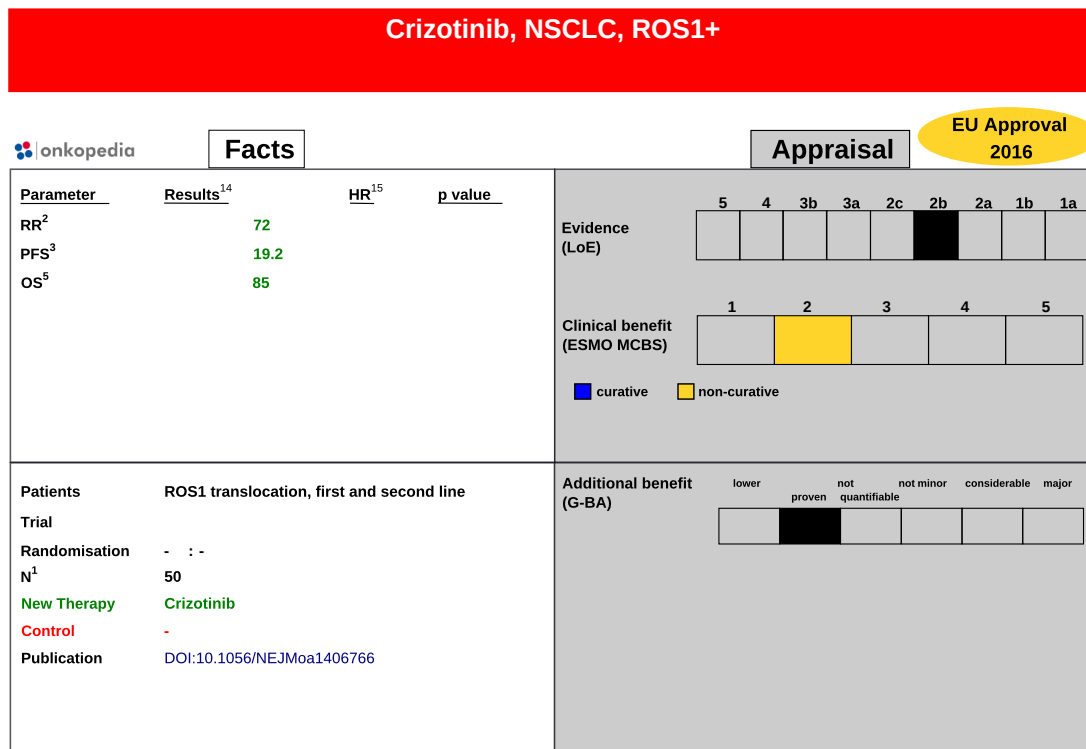 Crizotinib, NSCLC, ROS1+
onkopedia
Facts
Appraisal
EU Approval
2016
Parameter Results14 HR15 p value
RR2 72
PFS3 19.2
OS5 85
5 4 3b 3a 2c 2b 2a 1b 1a
Evidence
(LoE)
1 2 3 4 5
Clinical benefit
(ESMO MCBS)
curative non-curative
Patients ROS1 translocation, first and second line
Trial
Randomisation - : -
N1 50
New Therapy Crizotinib
Control -
Publication DOI:10.1056/NEJMoa1406766
Additional benefit
(G-BA)
lower not not minor considerable major
proven quantifiable